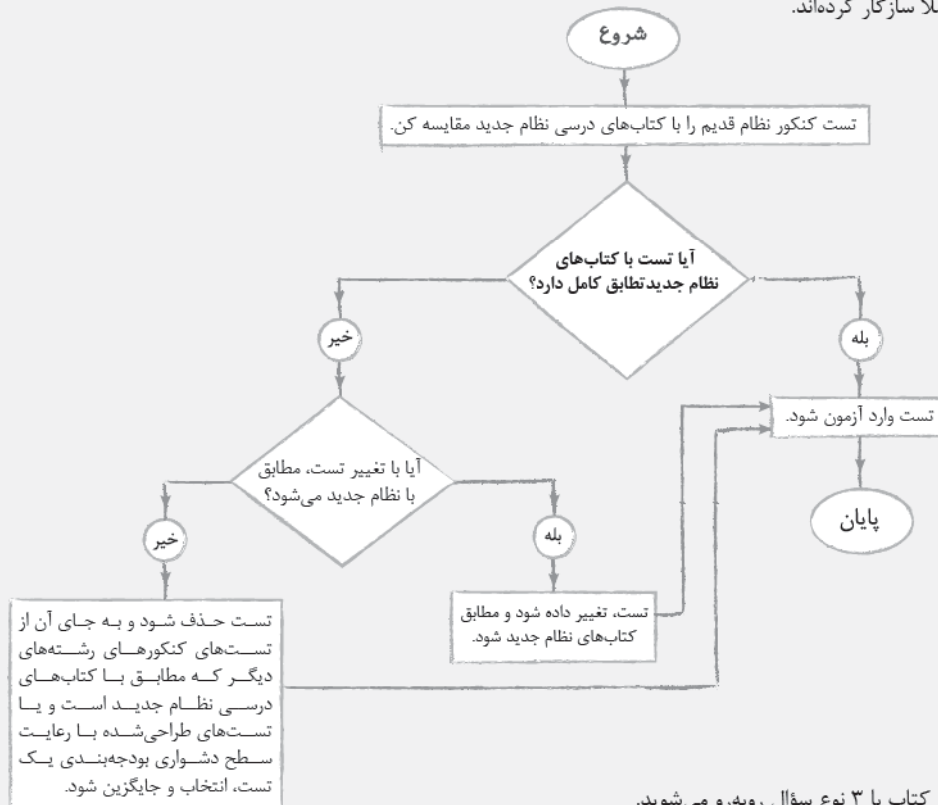 سازگار کرده‌اند.
شروع
تست کنکور نظام قدیم را با کتاب‌های درسی نظام جدید مقایسه کن.
آیا تست با کتاب‌های
نظام جدیدتطابق کامل دارد؟
خیر
بله
تست وارد آزمون شود.
پایان
آیا با تغییر تست، مطابق
با نظام جدید می‌شود؟
خیر
بله
تست، تغییر داده شود و مطابق
کتاب‌های نظام جدید شود.
تست حذف شود و به جای آن از
تست‌های کنکورهای رشته‌های
دیگر که مطابق با کتاب‌های
درسی نظام جدید است و یا
تست‌های طراحی‌شده با رعایت
سطح دشواری بودجه‌بندی یک
تست، انتخاب و جایگزین شود.
کتاب با ۳ نوع سؤال روبه‌رو می‌شوید.